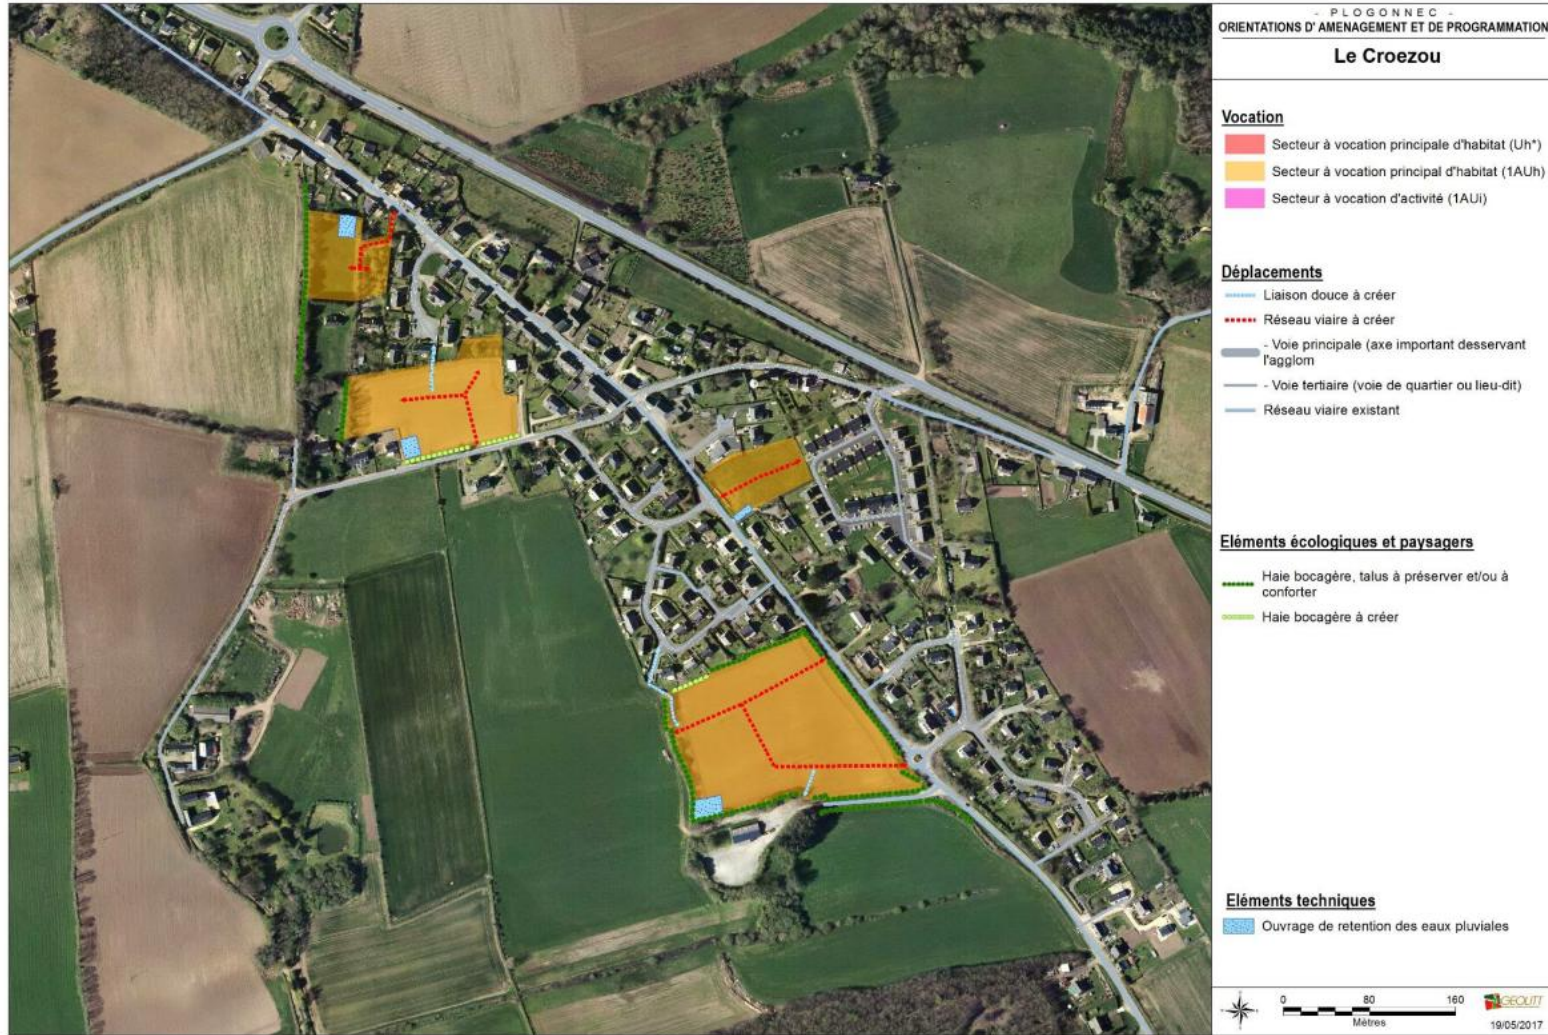 - PLOGONNEC -
ORIENTATIONS D'AMENAGEMENT ET DE PROGRAMMATION
Le Croezou
Vocation
Secteur à vocation principale d'habitat (Uh*)
Secteur à vocation principal d'habitat (1AUh)
Secteur à vocation d'activité (1AUi)
Déplacements
Liaison douce à créer
Réseau viaire à créer
- Voie principale (axe important desservant
l'agglom
- Voie tertiaire (voie de quartier ou lieu-dit)
Réseau viaire existant
Eléments écologiques et paysagers
Haie bocagère, talus à préserver et/ou à
conforter
Haie bocagère à créer
Eléments techniques
Ouvrage de retention des eaux pluviales
0 80 160
Mètres
GEOLITT
19/05/2017